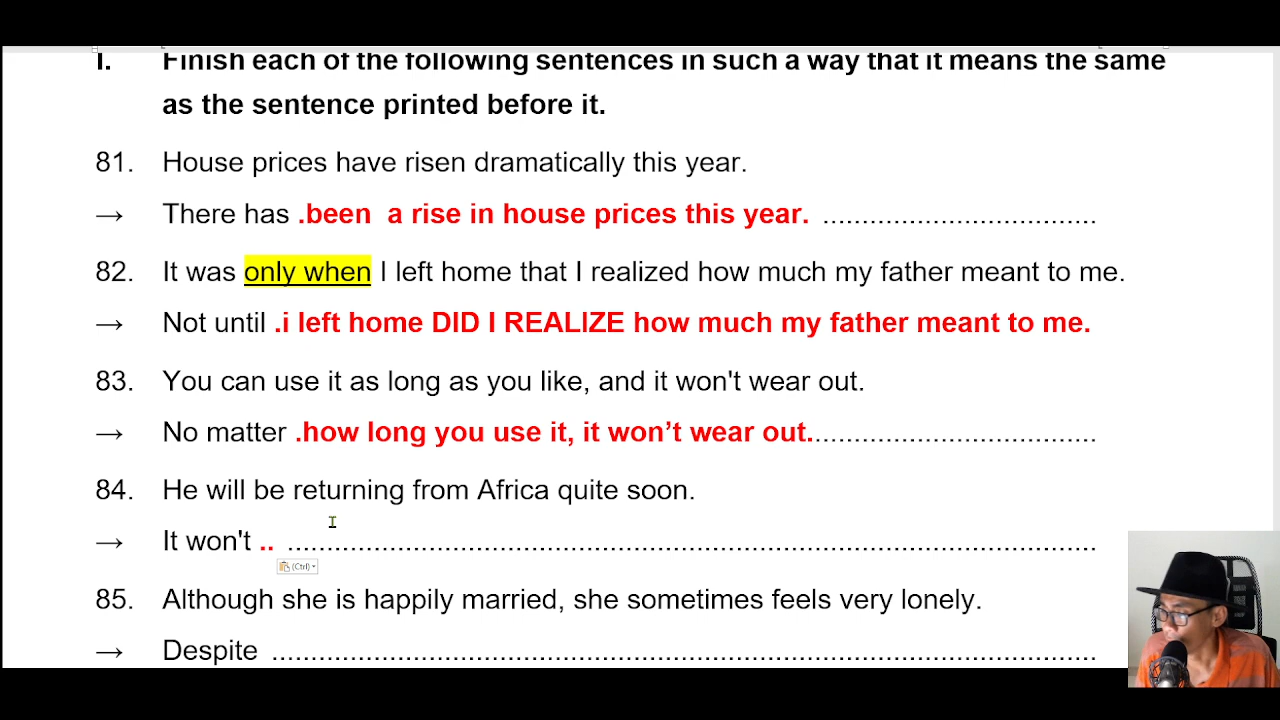 I. Finish each of the following sentences in such a way that it means the same
as the sentence printed before it.
81. House prices have risen dramatically this year.
→ There has .been  a rise in house prices this year. ..................................
82. It was only when I left home that I realized how much my father meant to me.
→ Not until .i left home DID I REALIZE how much my father meant to me.
83. You can use it as long as you like, and it won't wear out.
→ No matter .how long you use it, it won’t wear out....................................
84. He will be returning from Africa quite soon.
→ It won't .. ......................................................................................................
(Ctrl)
85. Although she is happily married, she sometimes feels very lonely.
→ Despite ........................................................................................................